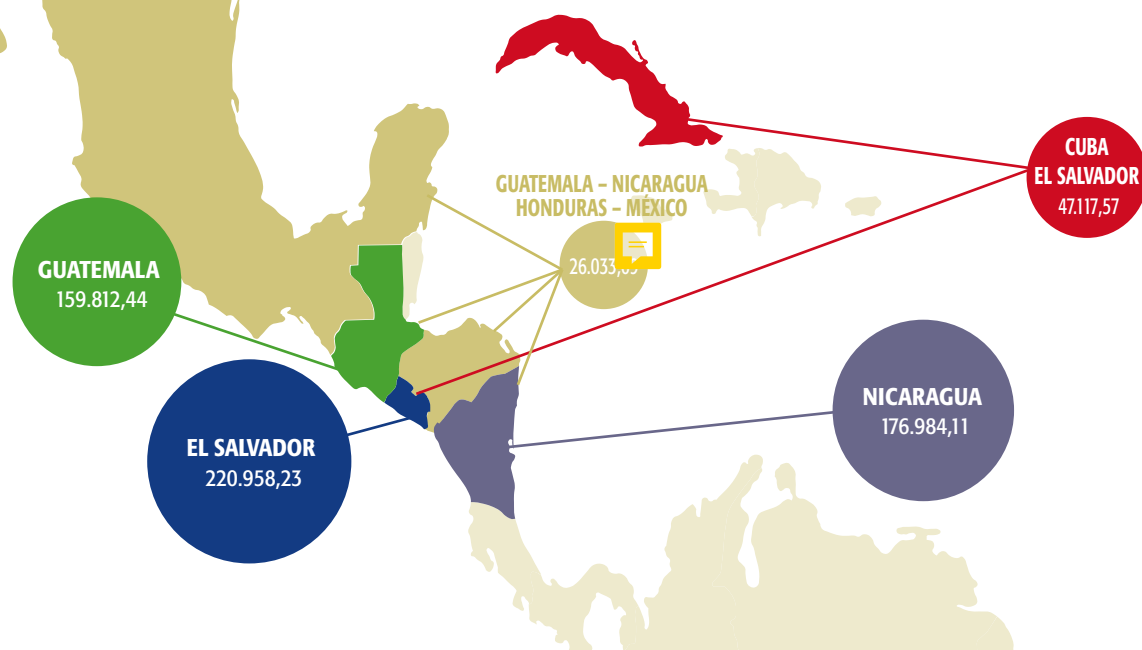 CUBA
EL SALVADOR
47.117,57
GUATEMALA – NICARAGUA
HONDURAS – MÉXICO
GUATEMALA
159.812,44
NICARAGUA
176.984,11
EL SALVADOR
220.958,23